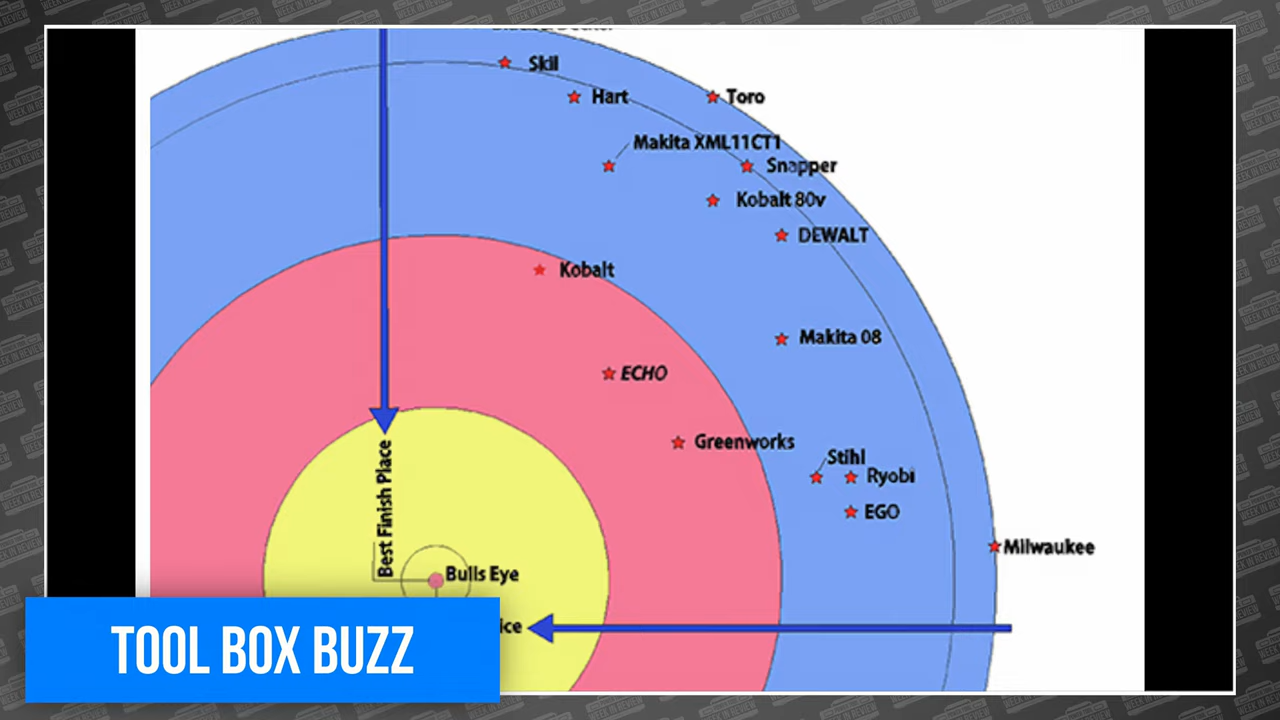 Skil
Hart
Toro
Makita XML11CT1
Snapper
Kobalt 80v
DEWALT
Kobalt
Makita 08
ECHO
Greenworks
Stihl
Ryobi
EGO
Best Finish Place
Milwaukee
Bulls Eye
ice
TOOL BOX BUZZ